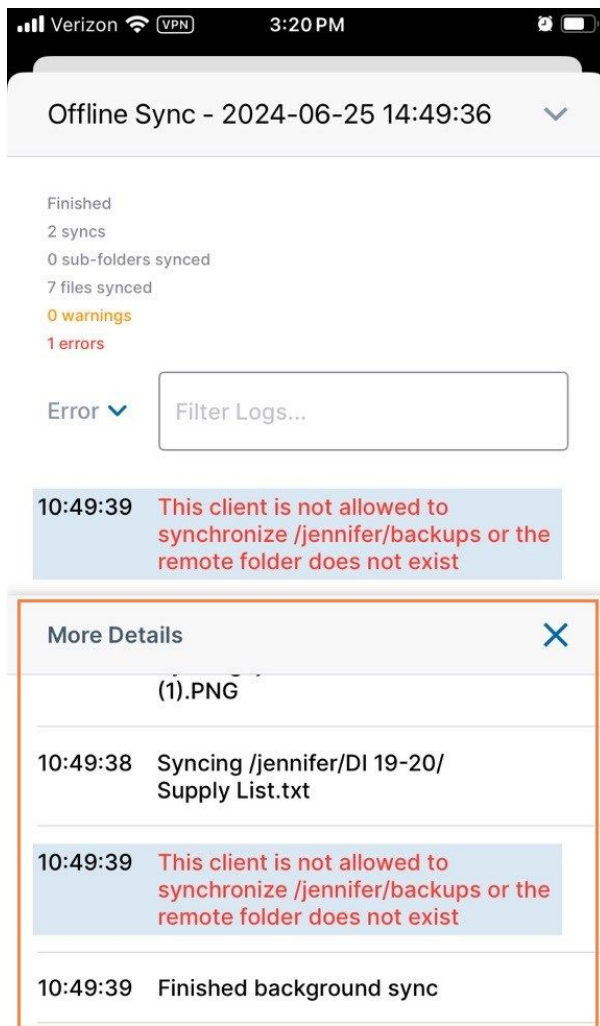 Verizon VPN 3:20 PM
Offline Sync - 2024-06-25 14:49:36
Finished
2 syncs
0 sub-folders synced
7 files synced
0 warnings
1 errors
Error Filter Logs...
10:49:39 This client is not allowed to
synchronize /jennifer/backups or the
remote folder does not exist
More Details
(1).PNG
10:49:38 Syncing /jennifer/DI 19-20/
Supply List.txt
10:49:39 This client is not allowed to
synchronize /jennifer/backups or the
remote folder does not exist
10:49:39 Finished background sync